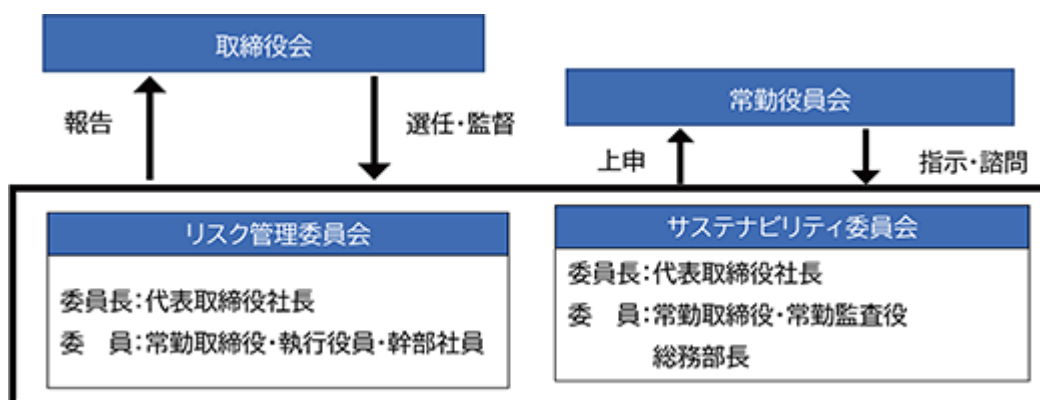 取締役会
常勤役員会
報告
選任・監督
上申
指示・諮問
リスク管理委員会
委員長：代表取締役社長
委　員：常勤取締役・執行役員・幹部社員
サステナビリティ委員会
委員長：代表取締役社長
委　員：常勤取締役・常勤監査役
総務部長